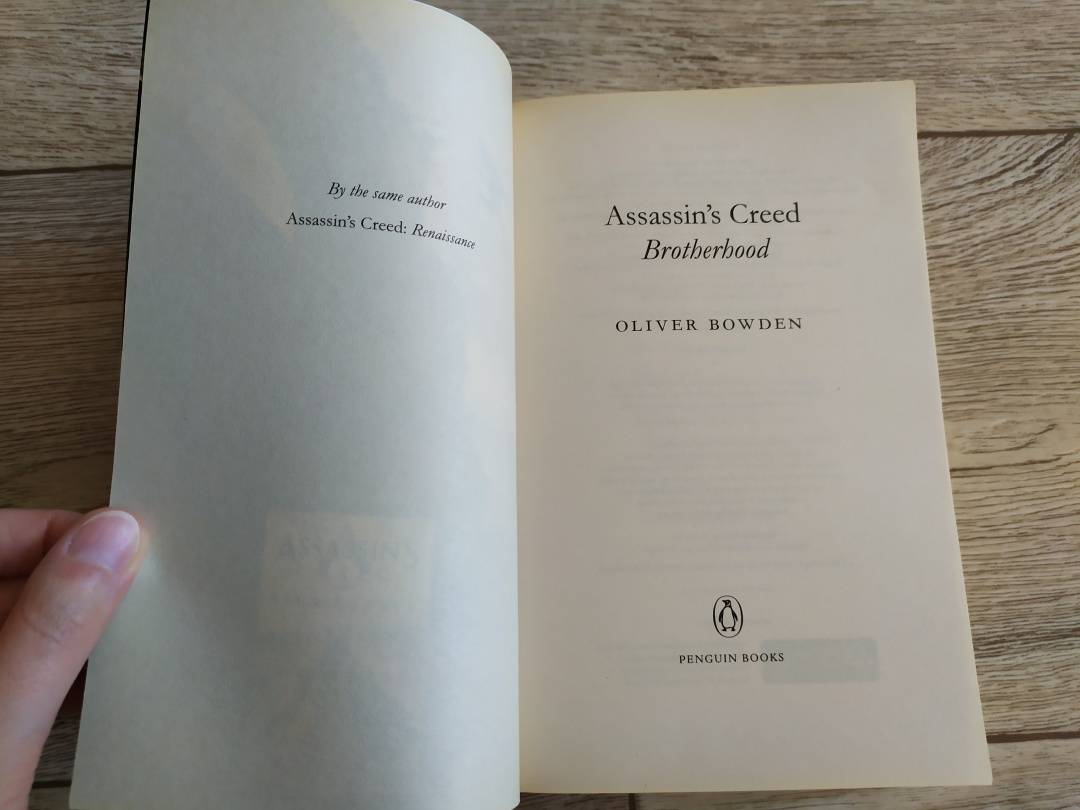 By the same author
Assassin's Creed: Renaissance
Assassin's Creed
Brotherhood
OLIVER BOWDEN
PENGUIN BOOKS